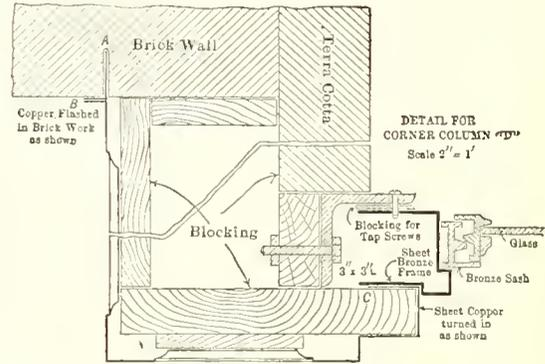 Brick Wall
A
Terra Cotta
B
Copper Flashed
in Brick Work
as shown
DETAIL FOR
CORNER COLUMN
Scale 2"= 1'
Blocking
Blocking for
Tap Screws
Glass
Sheet
Bronze
Frame
3"x 3"L
Bronze Sash
C
Sheet Copper
turned in
as shown